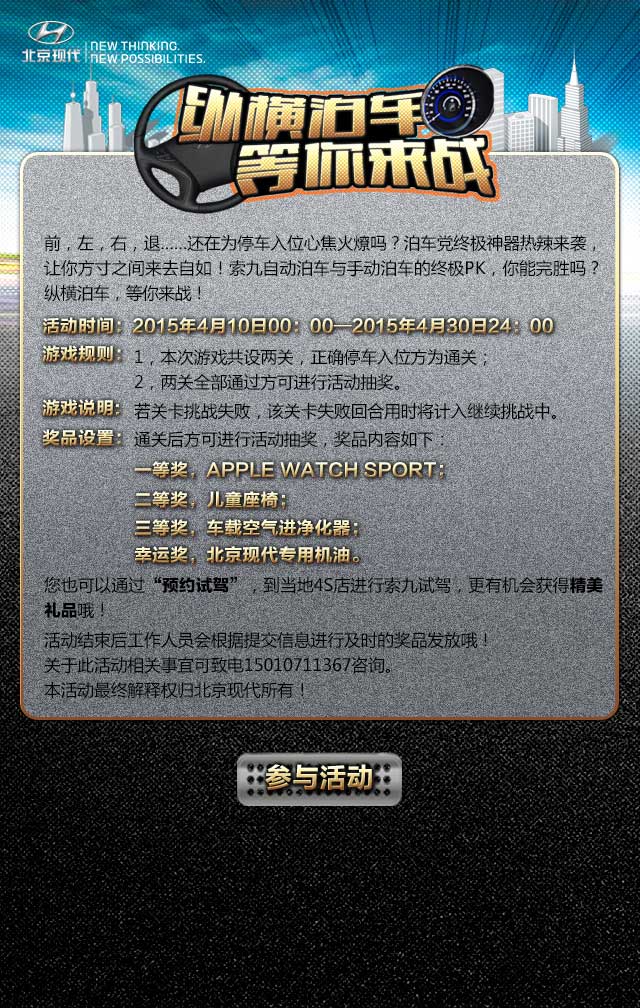 北京现代
NEW THINKING.
NEW POSSIBILITIES.
纵横泊车
等你来战
前，左，右，退......还在为停车入位心焦火燎吗？泊车党终极神器热辣来袭，
让你方寸之间来去自如！索九自动泊车与手动泊车的终极PK，你能完胜吗？
纵横泊车，等你来战！
活动时间：2015年4月10日00：00—2015年4月30日24：00
游戏规则：1，本次游戏共设两关，正确停车入位方为通关；
2，两关全部通过方可进行活动抽奖。
游戏说明：若关卡挑战失败，该关卡失败回合用时将计入继续挑战中。
奖品设置：通关后方可进行活动抽奖，奖品内容如下：
一等奖，APPLE WATCH SPORT；
二等奖，儿童座椅；
三等奖，车载空气进净化器；
幸运奖，北京现代专用机油。
您也可以通过“预约试驾”，到当地4S店进行索九试驾，更有机会获得精美
礼品哦！
活动结束后工作人员会根据提交信息进行及时的奖品发放哦！
关于此活动相关事宜可致电15010711367咨询。
本活动最终解释权归北京现代所有！
参与活动